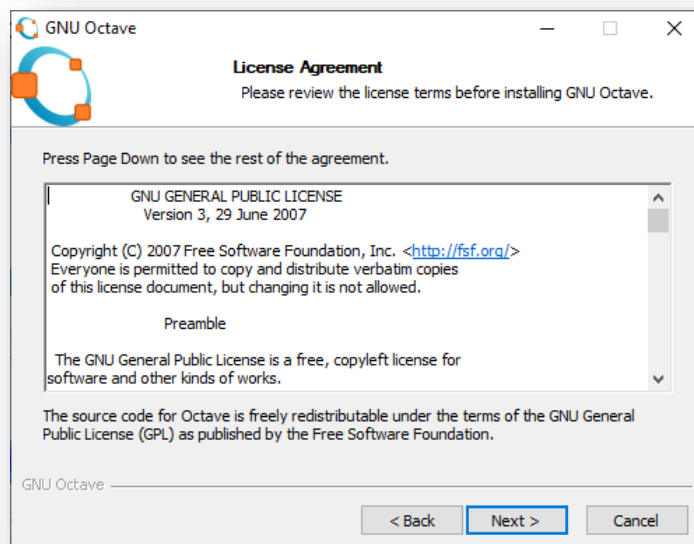 GNU Octave
License Agreement
Please review the license terms before installing GNU Octave.
Press Page Down to see the rest of the agreement.
GNU GENERAL PUBLIC LICENSE
Version 3, 29 June 2007
Copyright (C) 2007 Free Software Foundation, Inc. <http://fsf.org/>
Everyone is permitted to copy and distribute verbatim copies
of this license document, but changing it is not allowed.
Preamble
The GNU General Public License is a free, copyleft license for
software and other kinds of works.
The source code for Octave is freely redistributable under the terms of the GNU General
Public License (GPL) as published by the Free Software Foundation.
GNU Octave
< Back Next > Cancel